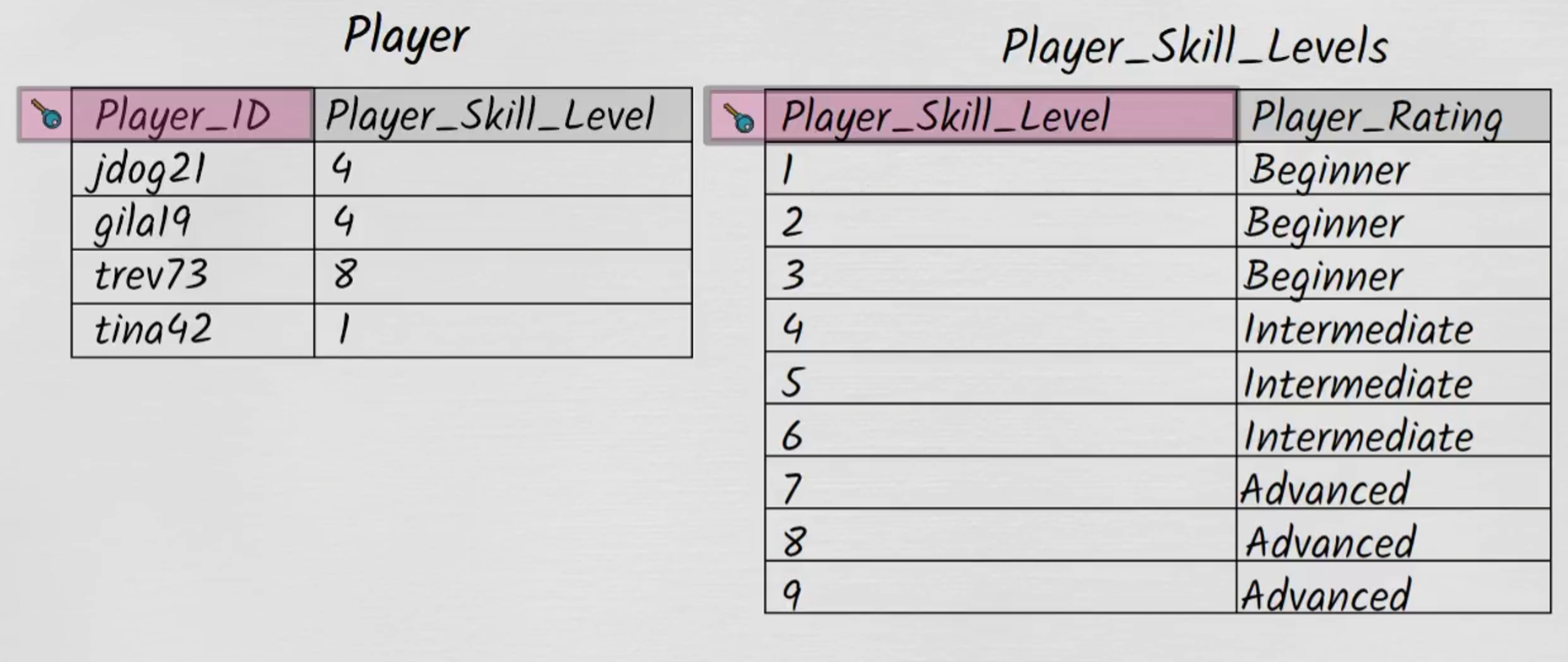 Player
Player_ID Player_Skill_Level
jdog21 4
gila19 4
trev73 8
tina42 1
Player_Skill_Levels
Player_Skill_Level Player_Rating
1 Beginner
2 Beginner
3 Beginner
4 Intermediate
5 Intermediate
6 Intermediate
7 Advanced
8 Advanced
9 Advanced